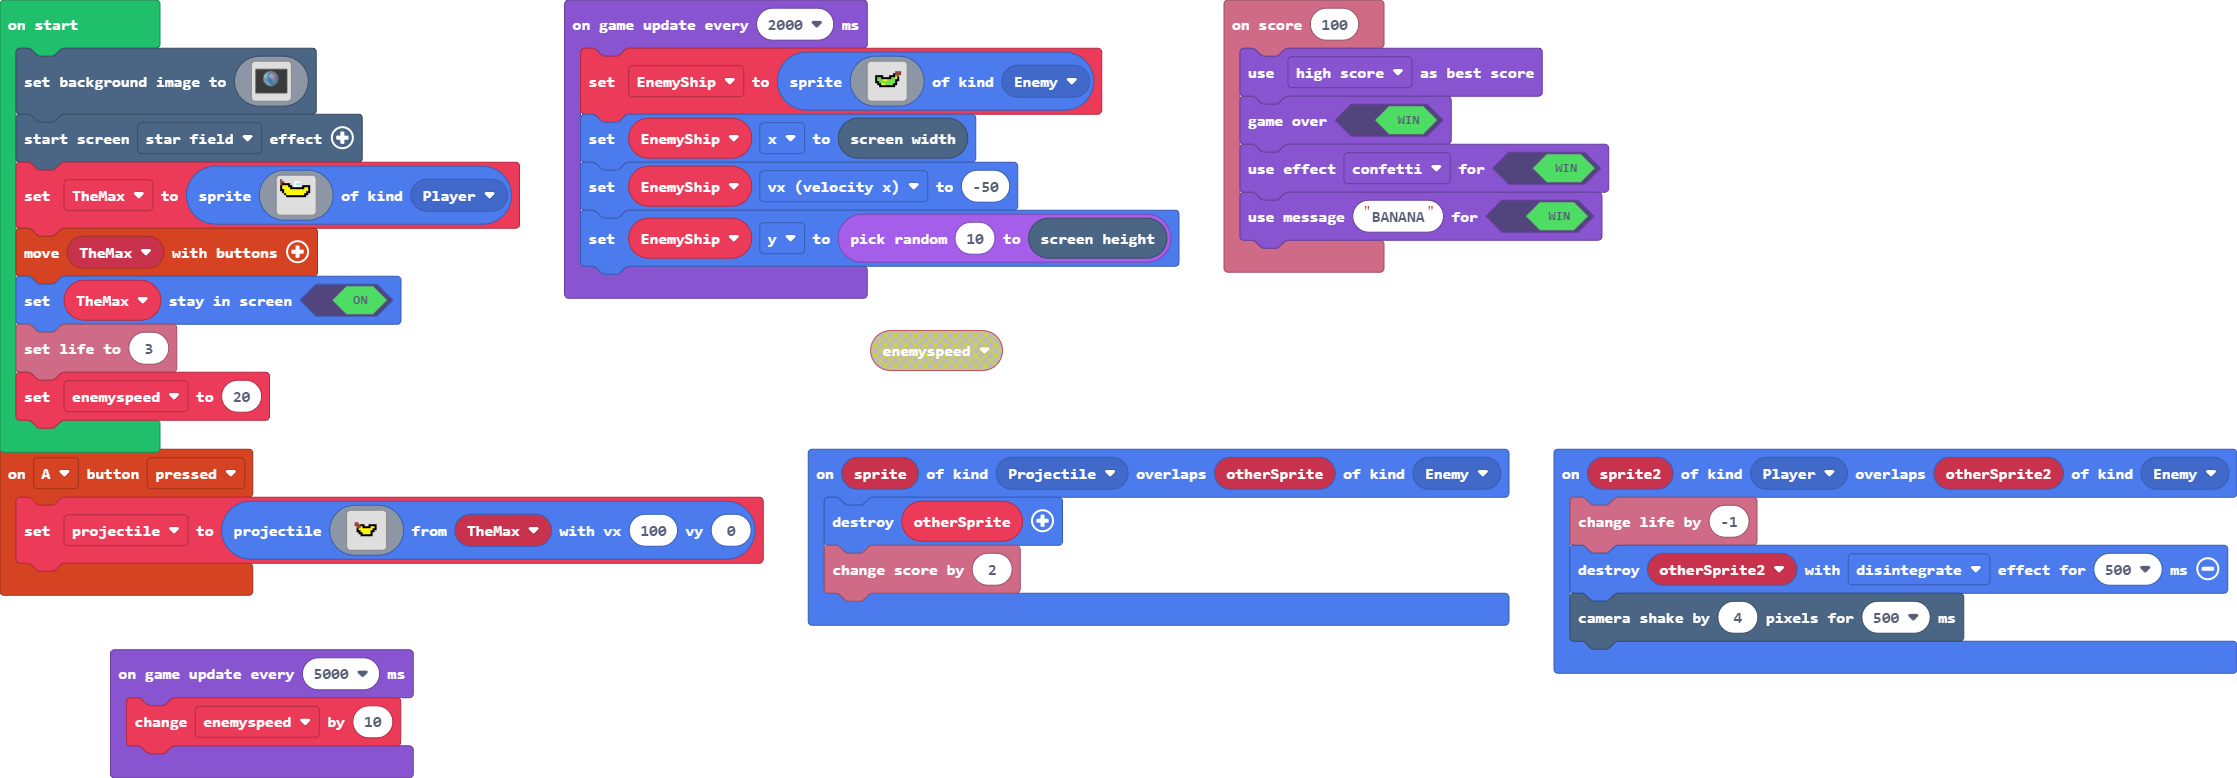 on start
set background image to
start screen star field effect
set TheMax to sprite of kind Player
move TheMax with buttons
set TheMax stay in screen ON
set life to 3
set enemyspeed to 20
on game update every 2000 ms
set EnemyShip to sprite of kind Enemy
set EnemyShip x to screen width
set EnemyShip vx (velocity x) to -50
set EnemyShip y to pick random 10 to screen height
on score 100
use high score as best score
game over WIN
use effect confetti for WIN
use message "BANANA" for WIN
enemyspeed
on A button pressed
set projectile to projectile from TheMax with vx 100 vy 0
on sprite of kind Projectile overlaps otherSprite of kind Enemy
destroy otherSprite
change score by 2
on sprite2 of kind Player overlaps otherSprite2 of kind Enemy
change life by -1
destroy otherSprite2 with disintegrate effect for 500 ms
camera shake by 4 pixels for 500 ms
on game update every 5000 ms
change enemyspeed by 10